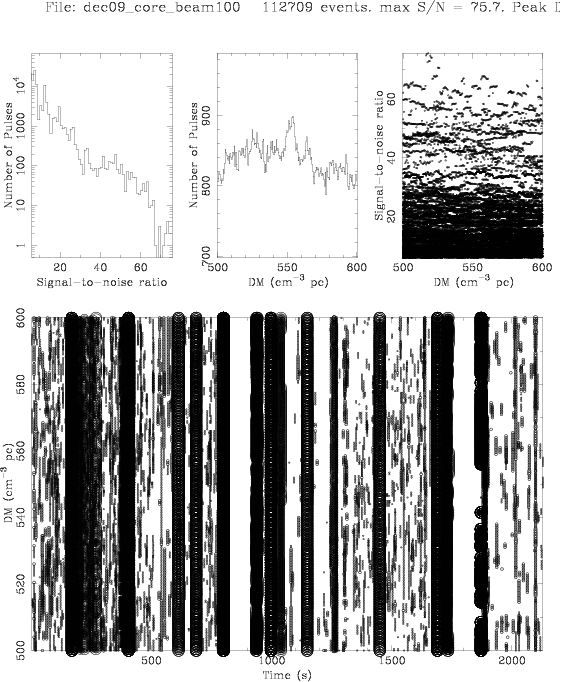 File: dec09_core_beam100 112709 events. max S/N = 75.7. Peak D
Number of Pulses
10⁴
1000
100
10
1
20 40 60
Signal-to-noise ratio
Number of Pulses
900
800
700
500 550 600
DM (cm⁻³ pc)
Signal-to-noise ratio
60
40
20
500 550 600
DM (cm⁻³ pc)
DM (cm⁻³ pc)
600
580
560
540
520
500
500 1000 1500 2000
Time (s)